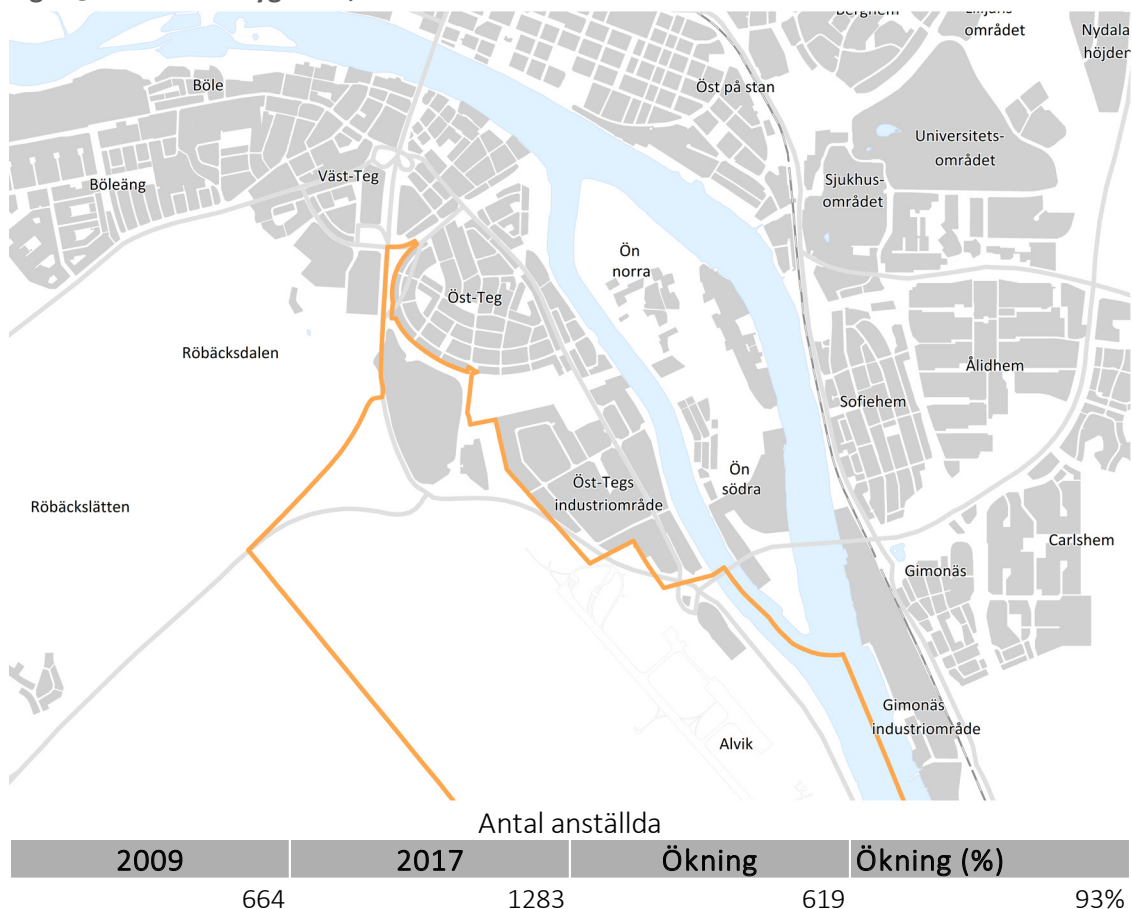 Berghem
området
Nydala
höjden
Böle
Öst på stan
Universitets-
området
Väst-Teg
Sjukhus-
området
Böleäng
Ön
norra
Öst-Teg
Röbäcksdalen
Ålidhem
Sofiehem
Ön
södra
Öst-Tegs
industriområde
Röbäckslätten
Carlshem
Gimonäs
Gimonäs
industriområde
Alvik
Antal anställda
2009 2017 Ökning Ökning (%)
664 1283 619 93%